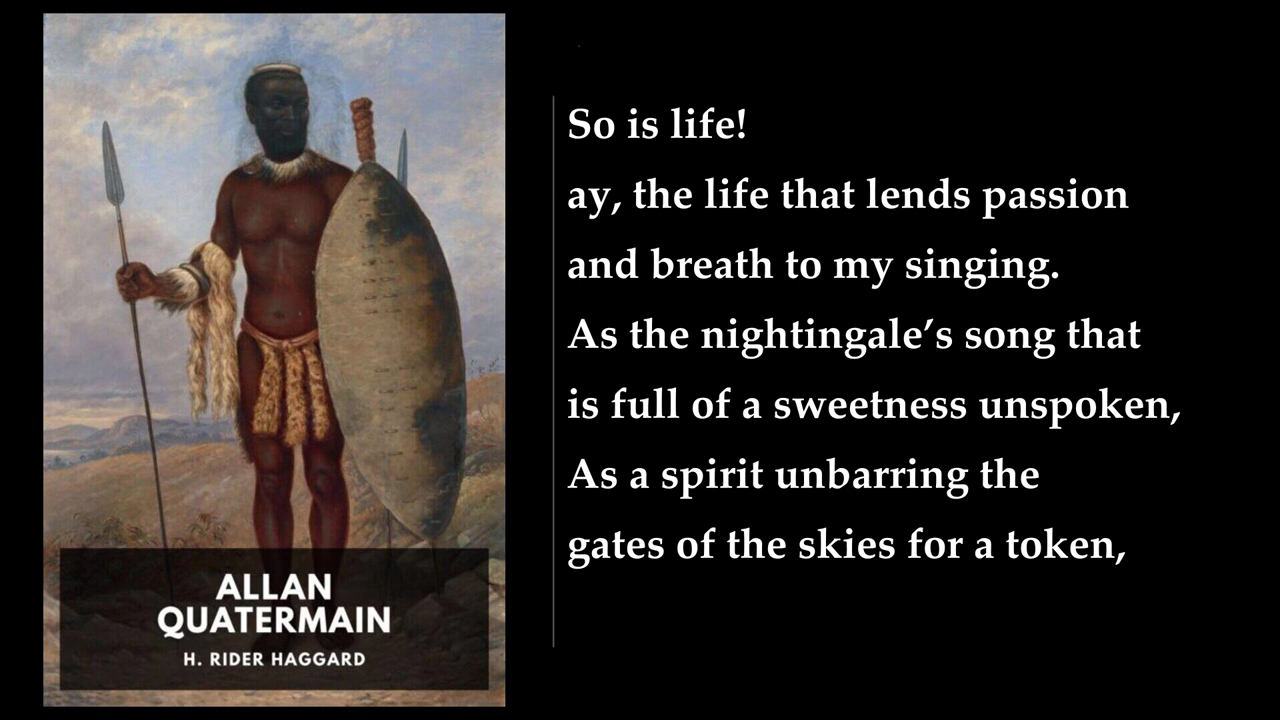 ALLAN
QUATERMAIN
H. RIDER HAGGARD
So is life!
ay, the life that lends passion
and breath to my singing.
As the nightingale’s song that
is full of a sweetness unspoken,
As a spirit unbarring the
gates of the skies for a token,